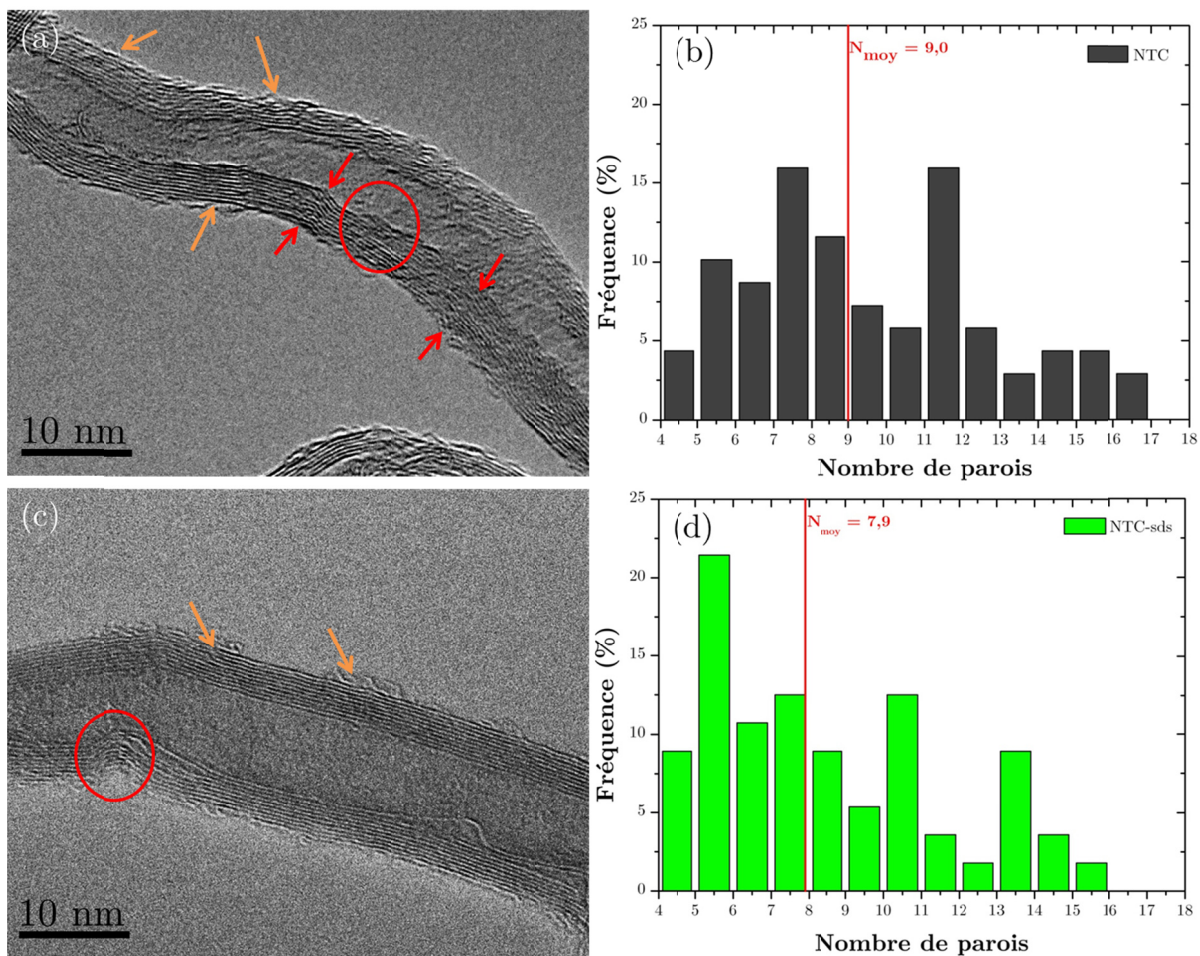 (a)
10 nm
(b)
N_moy = 9,0
NTC
25
20
15
10
5
0
Fréquence (%)
4 5 6 7 8 9 10 11 12 13 14 15 16 17 18
Nombre de parois
(c)
10 nm
(d)
N_moy = 7,9
NTC-sds
25
20
15
10
5
0
Fréquence (%)
4 5 6 7 8 9 10 11 12 13 14 15 16 17 18
Nombre de parois